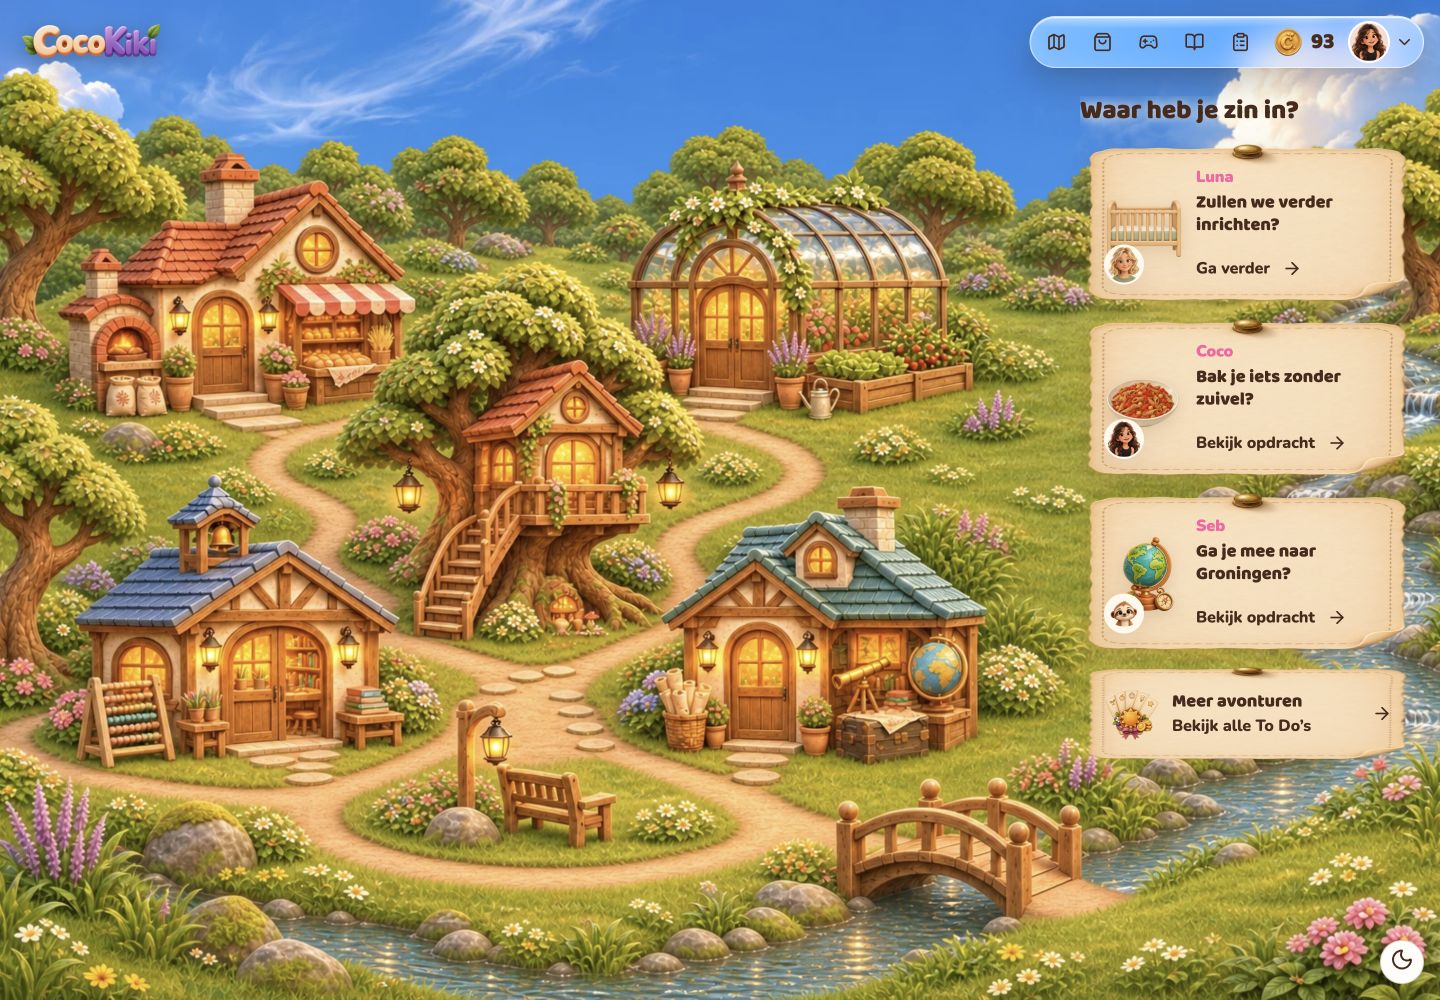 CocoKiki
93
Waar heb je zin in?
Luna
Zullen we verder
inrichten?
Ga verder
Coco
Bak je iets zonder
zuivel?
Bekijk opdracht
Seb
Ga je mee naar
Groningen?
Bekijk opdracht
Meer avonturen
Bekijk alle To Do's